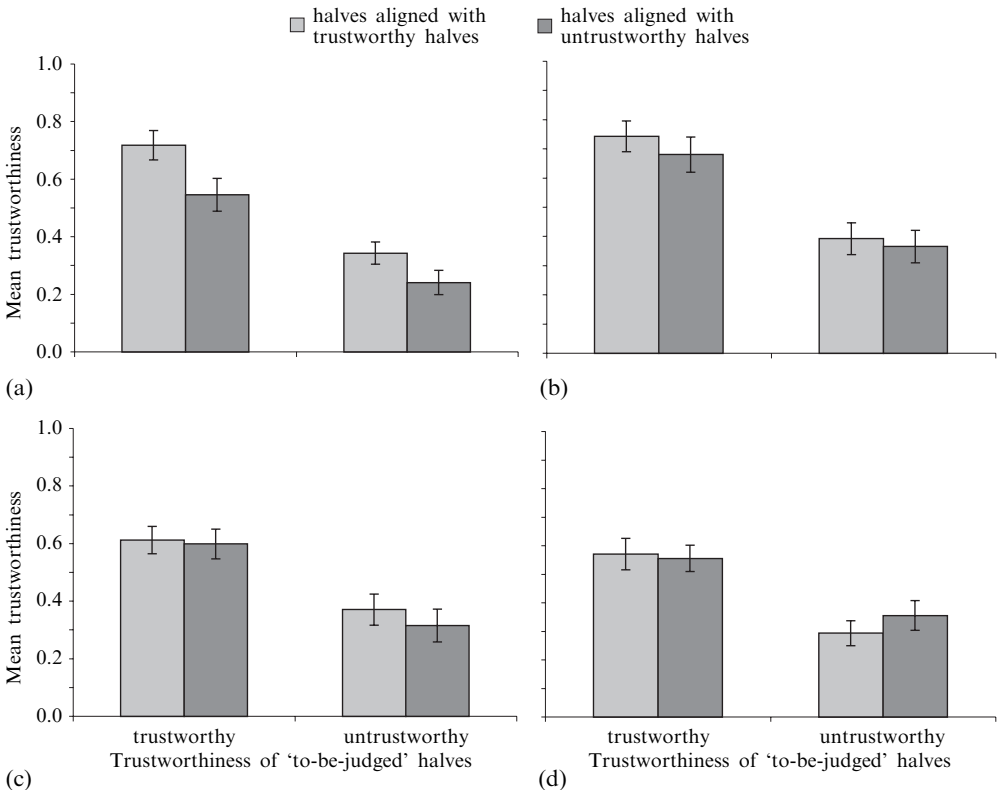 halves aligned with
trustworthy halves
halves aligned with
untrustworthy halves
Mean trustworthiness
1.0
0.8
0.6
0.4
0.2
0.0
(a)
(b)
Mean trustworthiness
1.0
0.8
0.6
0.4
0.2
0.0
trustworthy untrustworthy
Trustworthiness of ‘to-be-judged’ halves
(c)
trustworthy untrustworthy
Trustworthiness of ‘to-be-judged’ halves
(d)